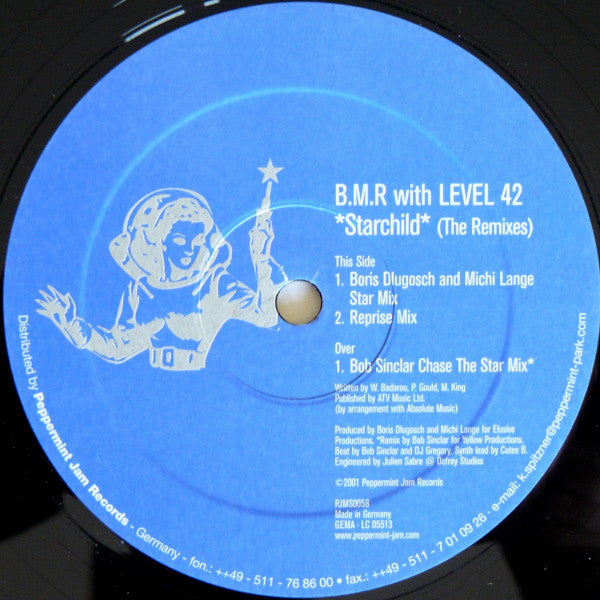 B.M.R with LEVEL 42
*Starchild* (The Remixes)
This Side
1. Boris Dlugosch and Michi Lange
Star Mix
2. Reprise Mix
Over
1. Bob Sinclar Chase The Star Mix*
Written by W. Badarau, P. Gould, M. King
Published by ATV Music Ltd.
(by arrangement with Absolute Music)
Produced by Boris Dlugosch and Michi Lange for Elusive
Productions. *Remix by Bob Sinclar for Yellow Productions.
Beat by Bob Sinclar and DJ Gregory. Synth lead by Cutee B.
Engineered by Julien Sabre @ Defrey Studios
©2001 Peppermint Jam Records
PJMS0058
Made in Germany
GEMA · LC 05513
www.peppermint-jam.com
Distributed by Peppermint Jam Records - Germany - fon.: ++49 - 511 - 76 86 00 • fax.: ++49 - 511 - 7 01 09 26 · e-mail: k.spitzner@peppermint-park.com